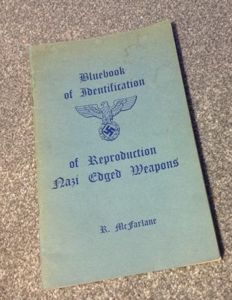 Bluebook
of Identification
of Reproduction
Nazi Edged Weapons
R. McFarlane